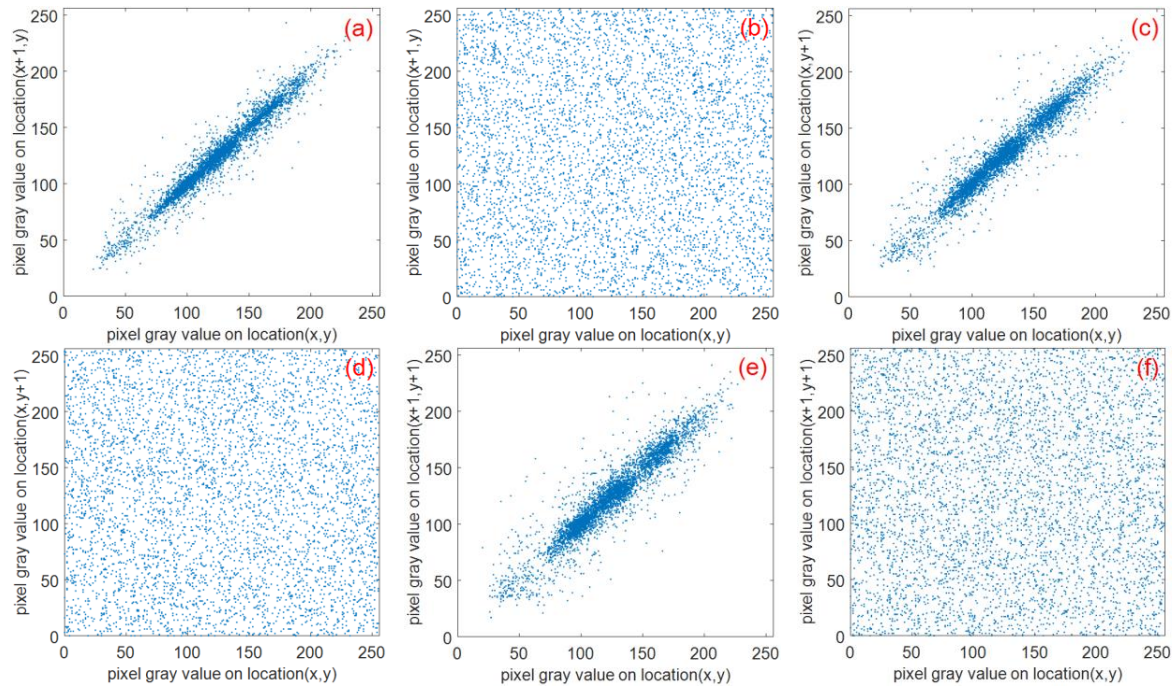 (a)
pixel gray value on location(x+1,y)
250
200
150
100
50
0
0 50 100 150 200 250
pixel gray value on location(x,y)
(b)
pixel gray value on location(x+1,y)
250
200
150
100
50
0
0 50 100 150 200 250
pixel gray value on location(x,y)
(c)
pixel gray value on location(x,y+1)
250
200
150
100
50
0
0 50 100 150 200 250
pixel gray value on location(x,y)
(d)
pixel gray value on location(x,y+1)
250
200
150
100
50
0
0 50 100 150 200 250
pixel gray value on location(x,y)
(e)
pixel gray value on location(x+1,y+1)
250
200
150
100
50
0
0 50 100 150 200 250
pixel gray value on location(x,y)
(f)
pixel gray value on location(x+1,y+1)
250
200
150
100
50
0
0 50 100 150 200 250
pixel gray value on location(x,y)